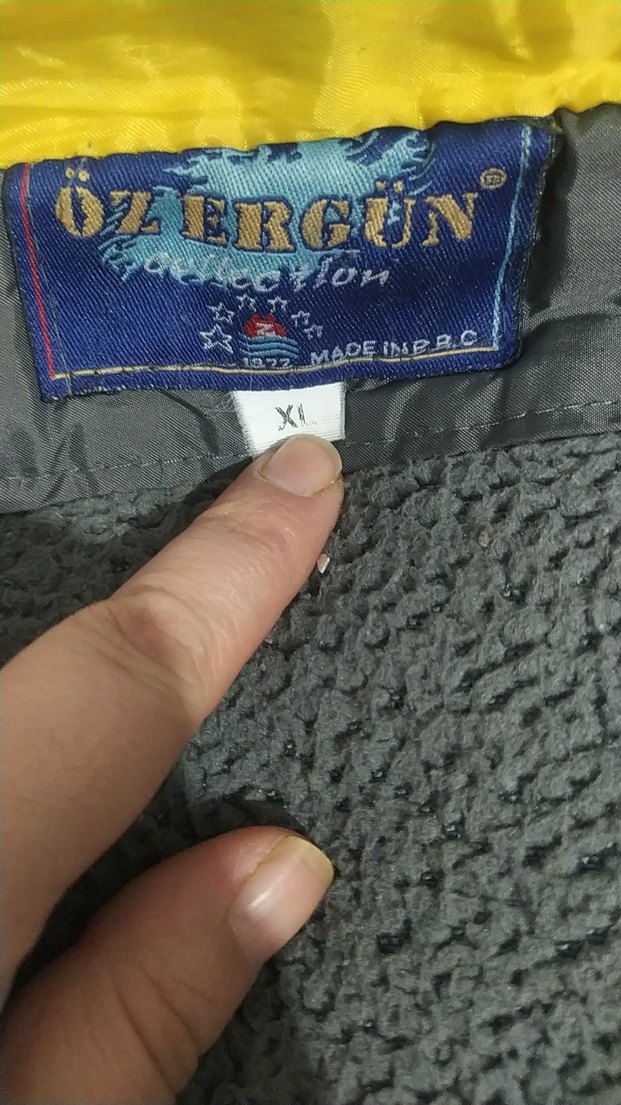 ÖZ ERGÜN®
collection
1972
MADE IN P.R.C
XL